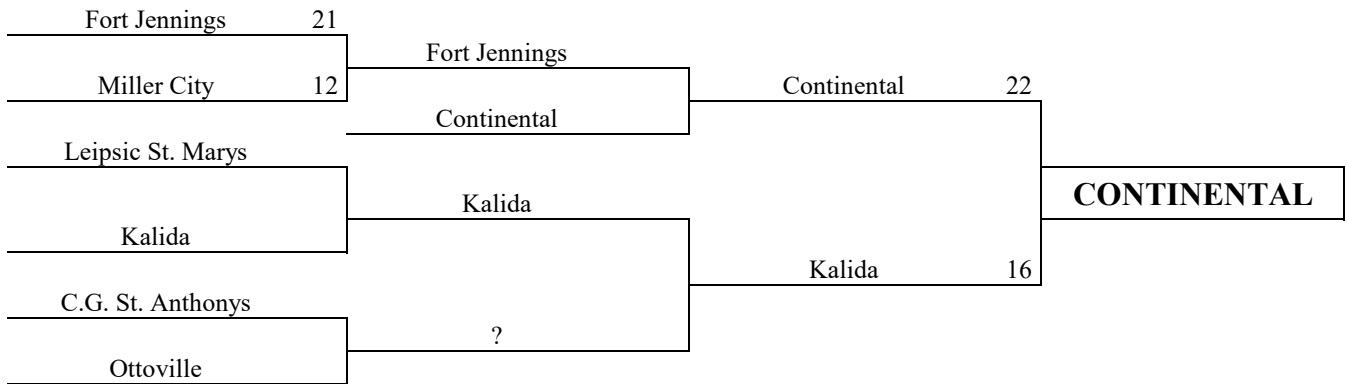 Fort Jennings 21
Fort Jennings
Miller City 12
Continental 22
Continental
Leipsic St. Marys
CONTINENTAL
Kalida
Kalida
Kalida 16
C.G. St. Anthonys
?
Ottoville